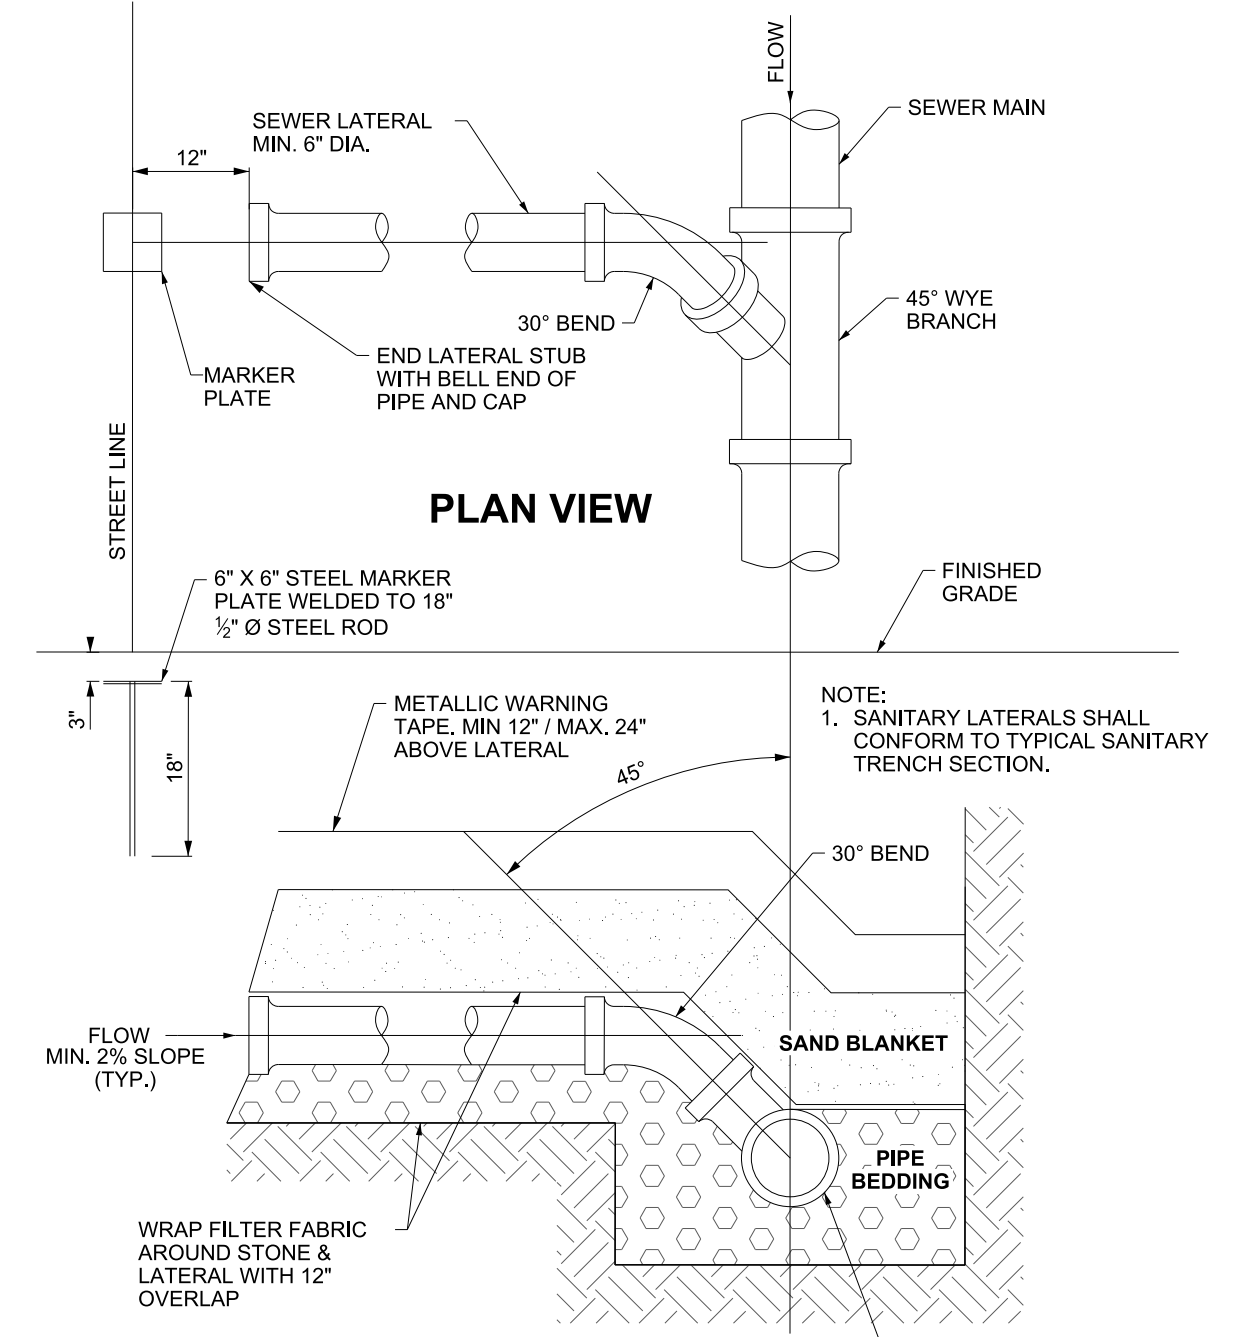 FLOW
SEWER MAIN
SEWER LATERAL
MIN. 6" DIA.
12"
45° WYE
BRANCH
30° BEND
END LATERAL STUB
WITH BELL END OF
PIPE AND CAP
MARKER
PLATE
STREET LINE
PLAN VIEW
6" X 6" STEEL MARKER
PLATE WELDED TO 18"
½" Ø STEEL ROD
FINISHED
GRADE
3"
18"
METALLIC WARNING
TAPE. MIN 12" / MAX. 24"
ABOVE LATERAL
NOTE:
1. SANITARY LATERALS SHALL
CONFORM TO TYPICAL SANITARY
TRENCH SECTION.
45°
30° BEND
FLOW
MIN. 2% SLOPE
(TYP.)
SAND BLANKET
PIPE
BEDDING
WRAP FILTER FABRIC
AROUND STONE &
LATERAL WITH 12"
OVERLAP